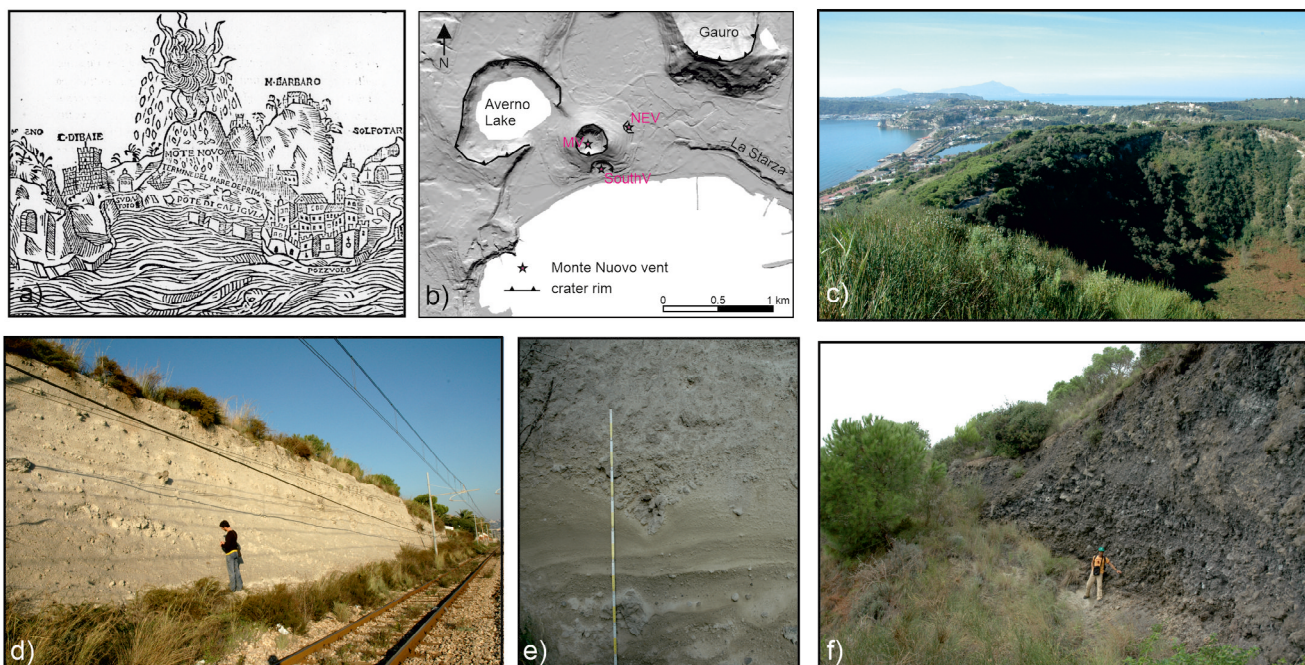 M·BARBARO
SOLFOTAR
C·DIBAIE
MOTE NOVO
POTE DI CALIGVLA
POZZVOLO
a)
N
Averno
Lake
Gauro
NEV
MV
SouthV
La Starza
Monte Nuovo vent
crater rim
0 0.5 1 km
b)
c)
d)
e)
f)